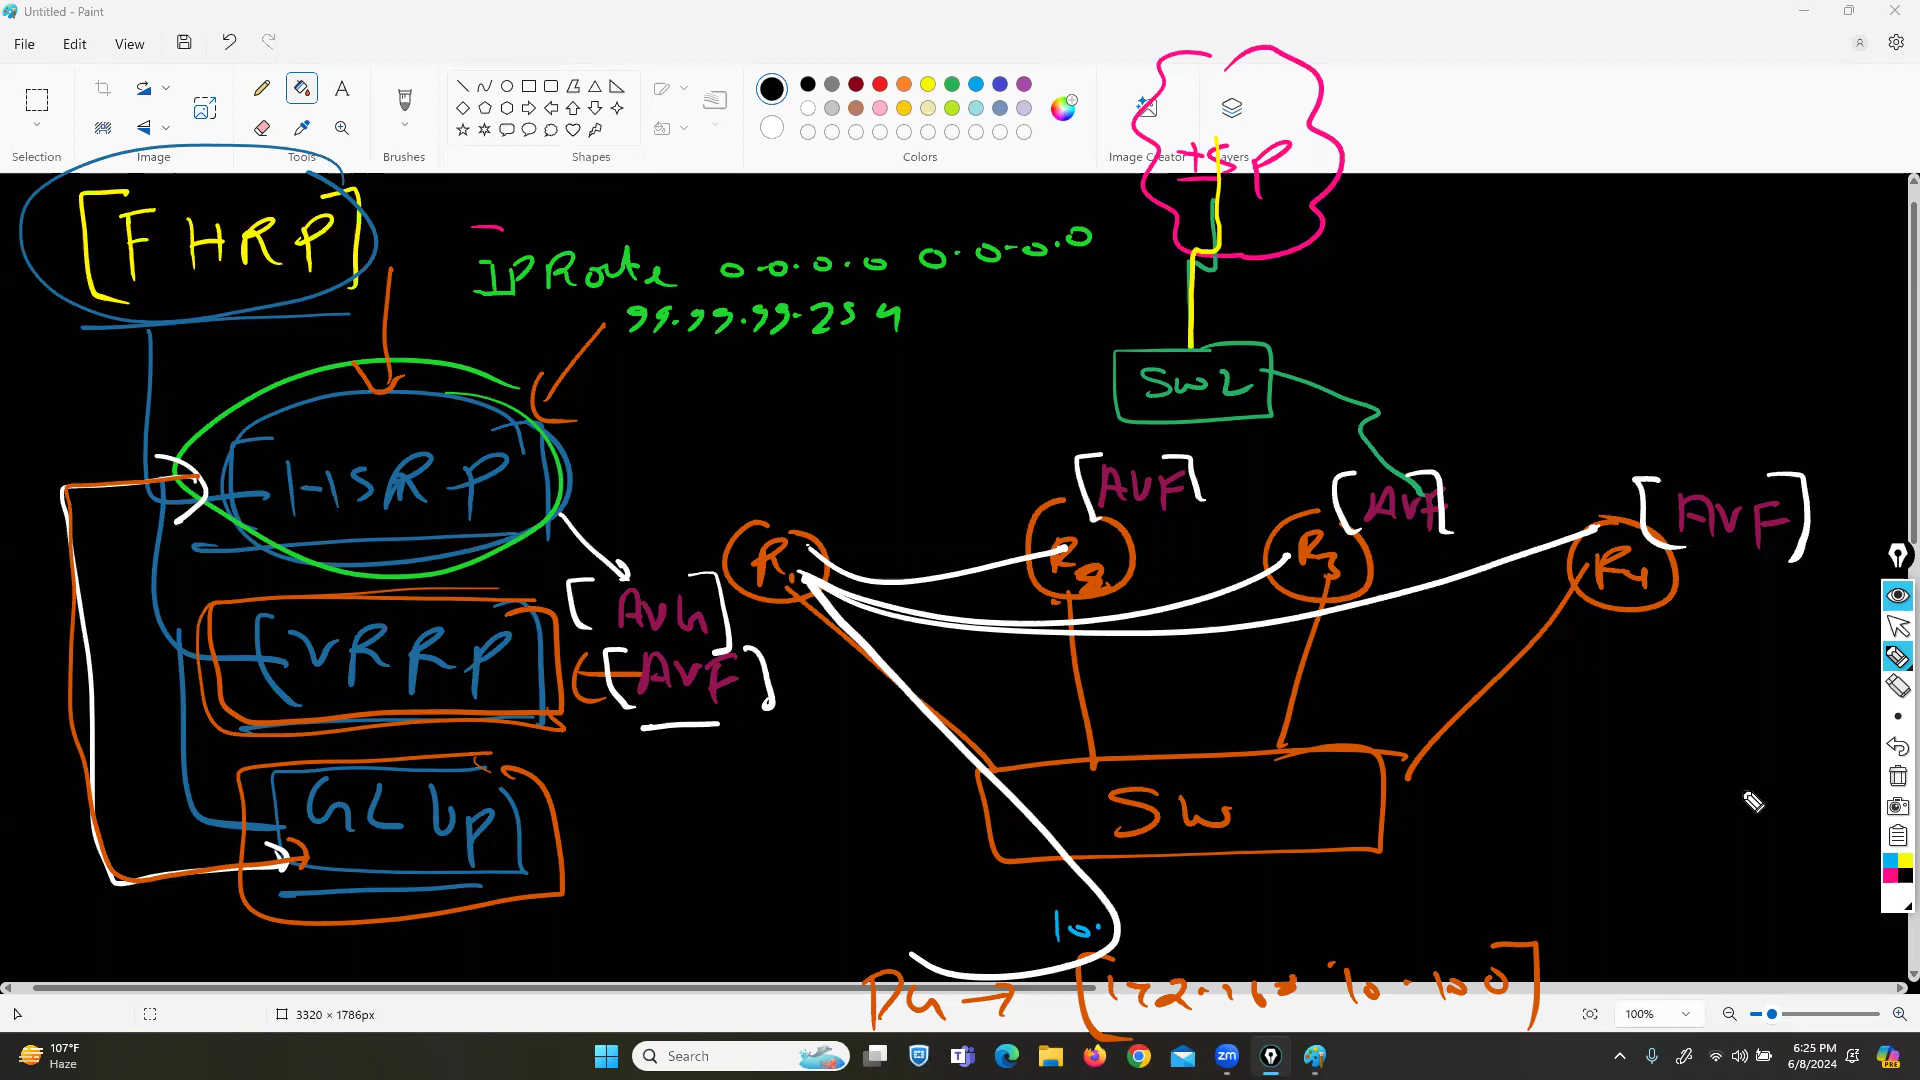 Untitled - Paint
File Edit View
Selection Image Tools Brushes Shapes Colors Image Creator Layers
ISP
[FHRP]
IP Route 0.0.0.0 0.0.0.0
99.99.99.254
SW2
HSRP
[AVF]
[AVF]
[AVF]
R1
R2
R3
R4
[AVG]
VRRP
[AVF]
GLBP
SW
10.
DG → [192.168.10.100]
3320 × 1786px
100%
107°F
Haze
Search
6:25 PM
6/8/2024